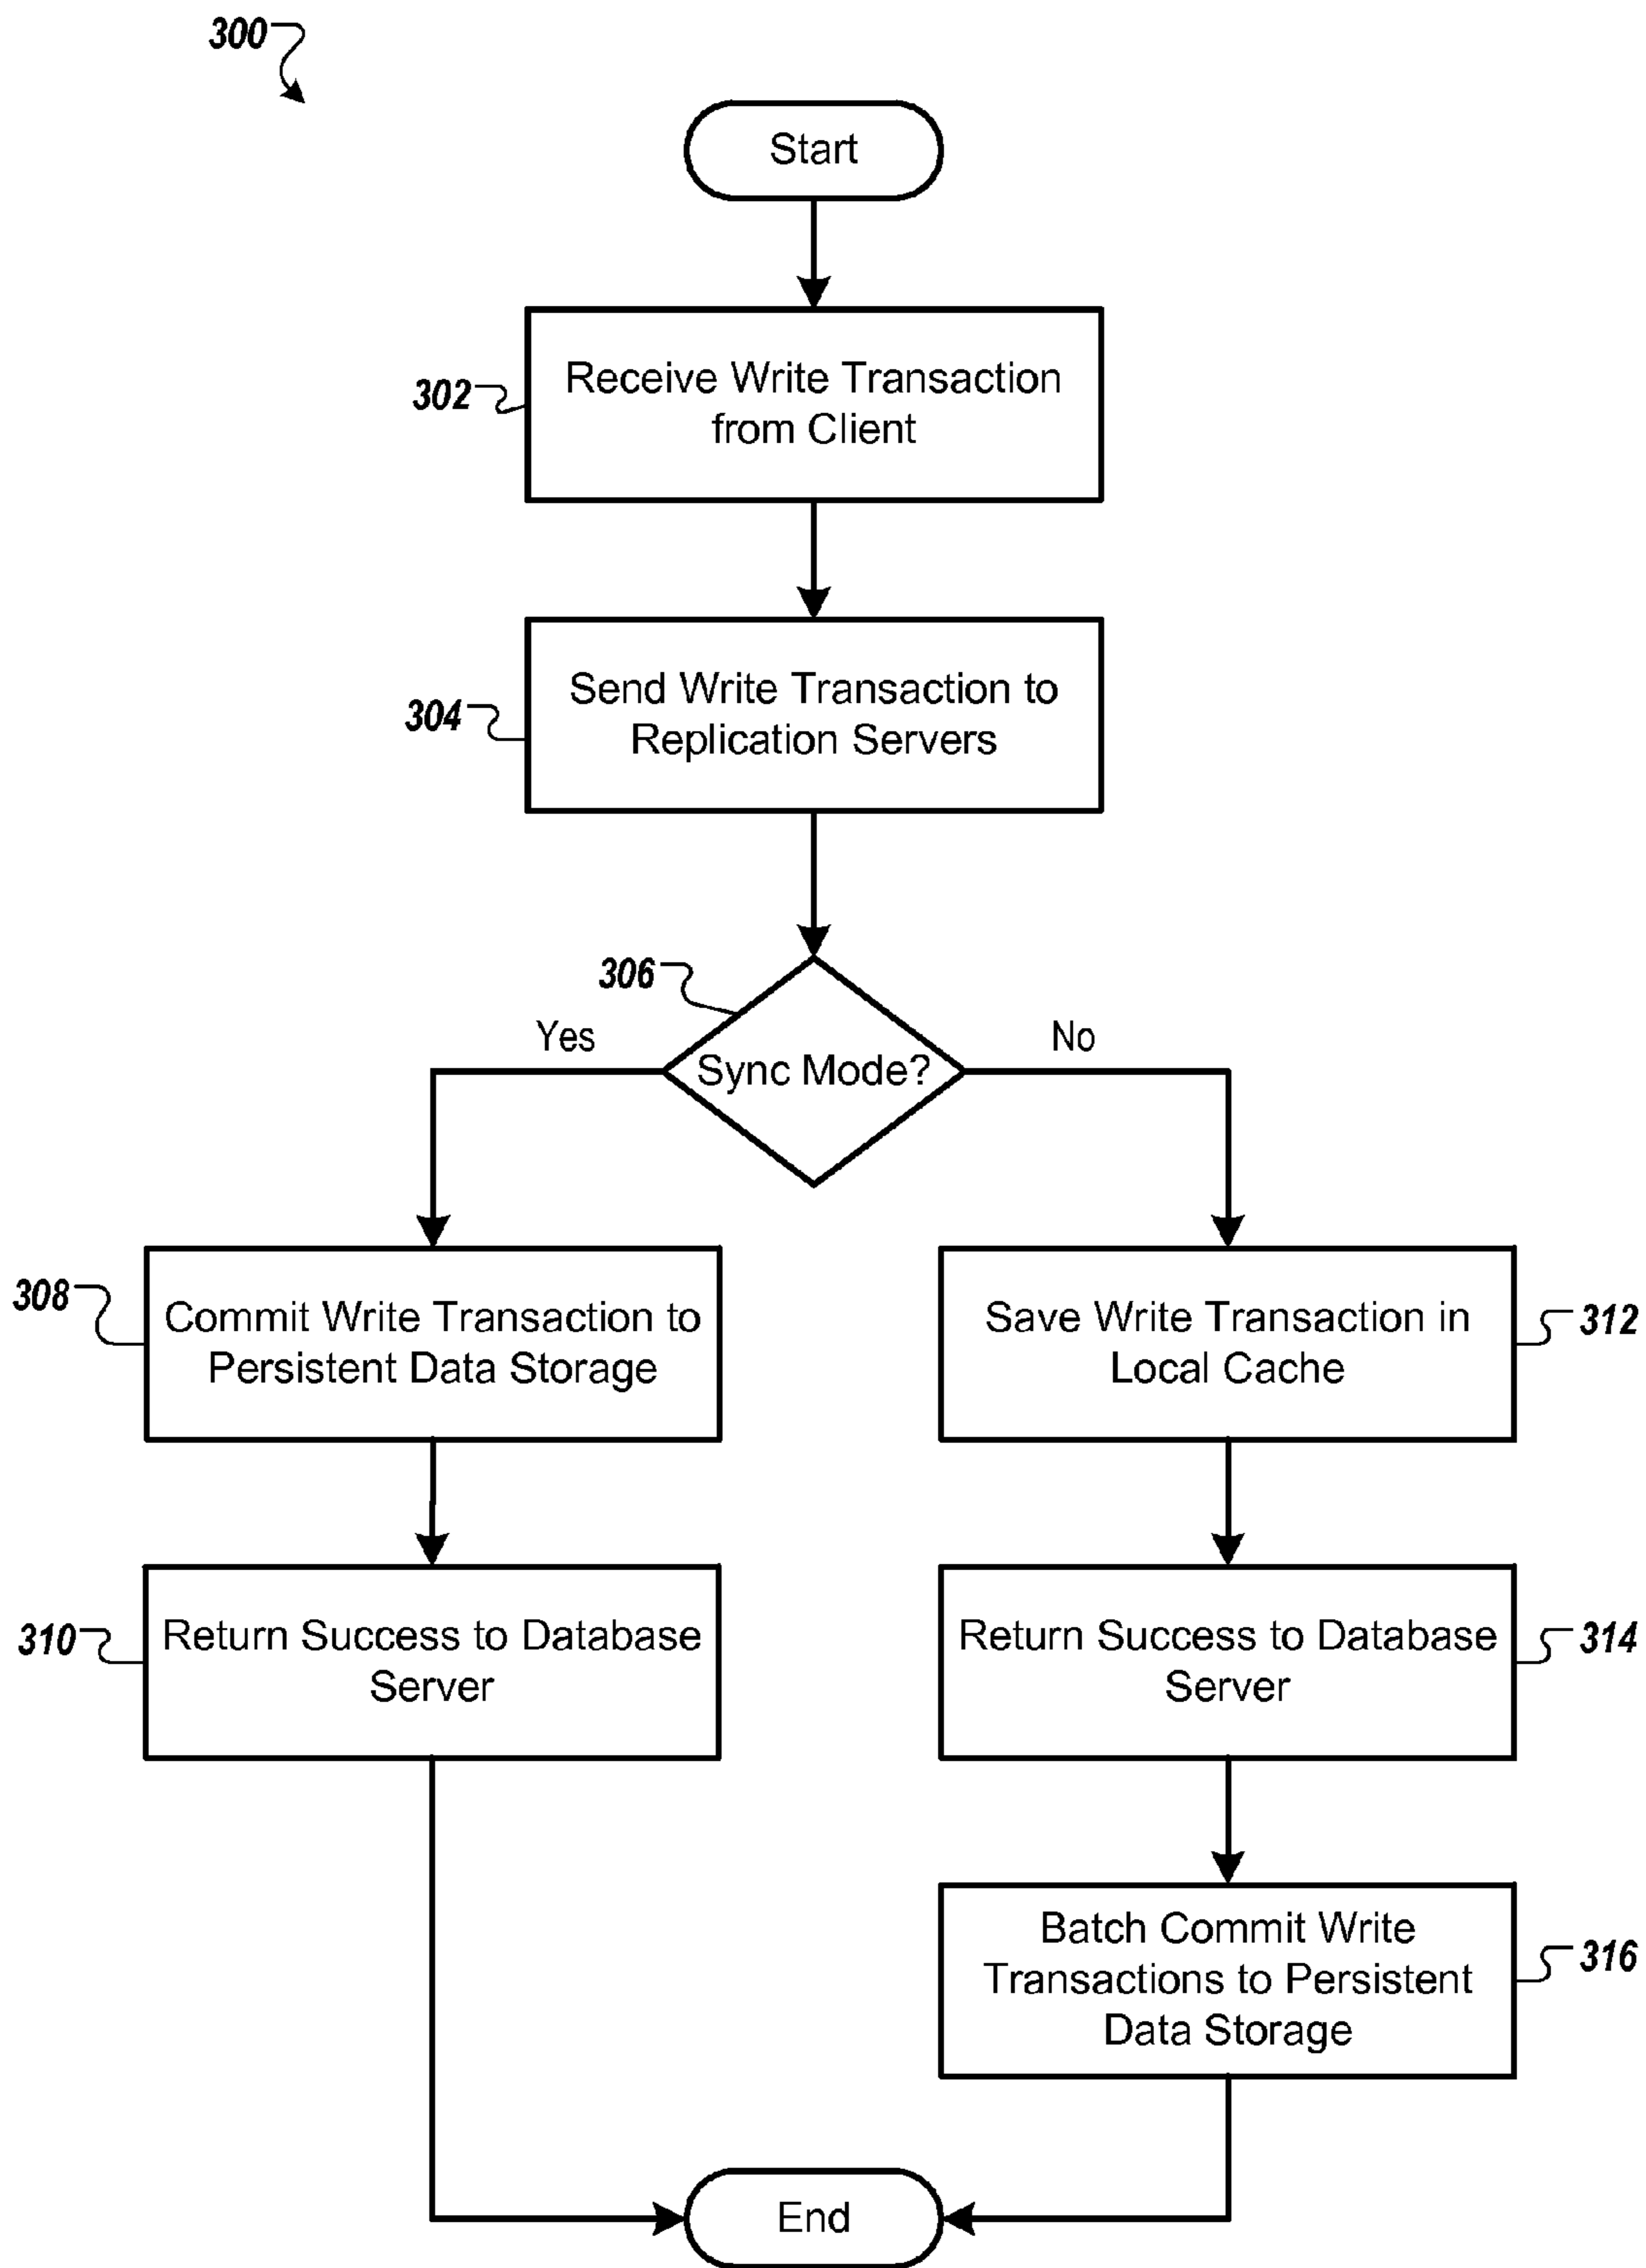 300
Start
302
Receive Write Transaction
from Client
304
Send Write Transaction to
Replication Servers
306
Sync Mode?
Yes
No
308
Commit Write Transaction to
Persistent Data Storage
Save Write Transaction in
Local Cache
312
310
Return Success to Database
Server
Return Success to Database
Server
314
Batch Commit Write
Transactions to Persistent
Data Storage
316
End